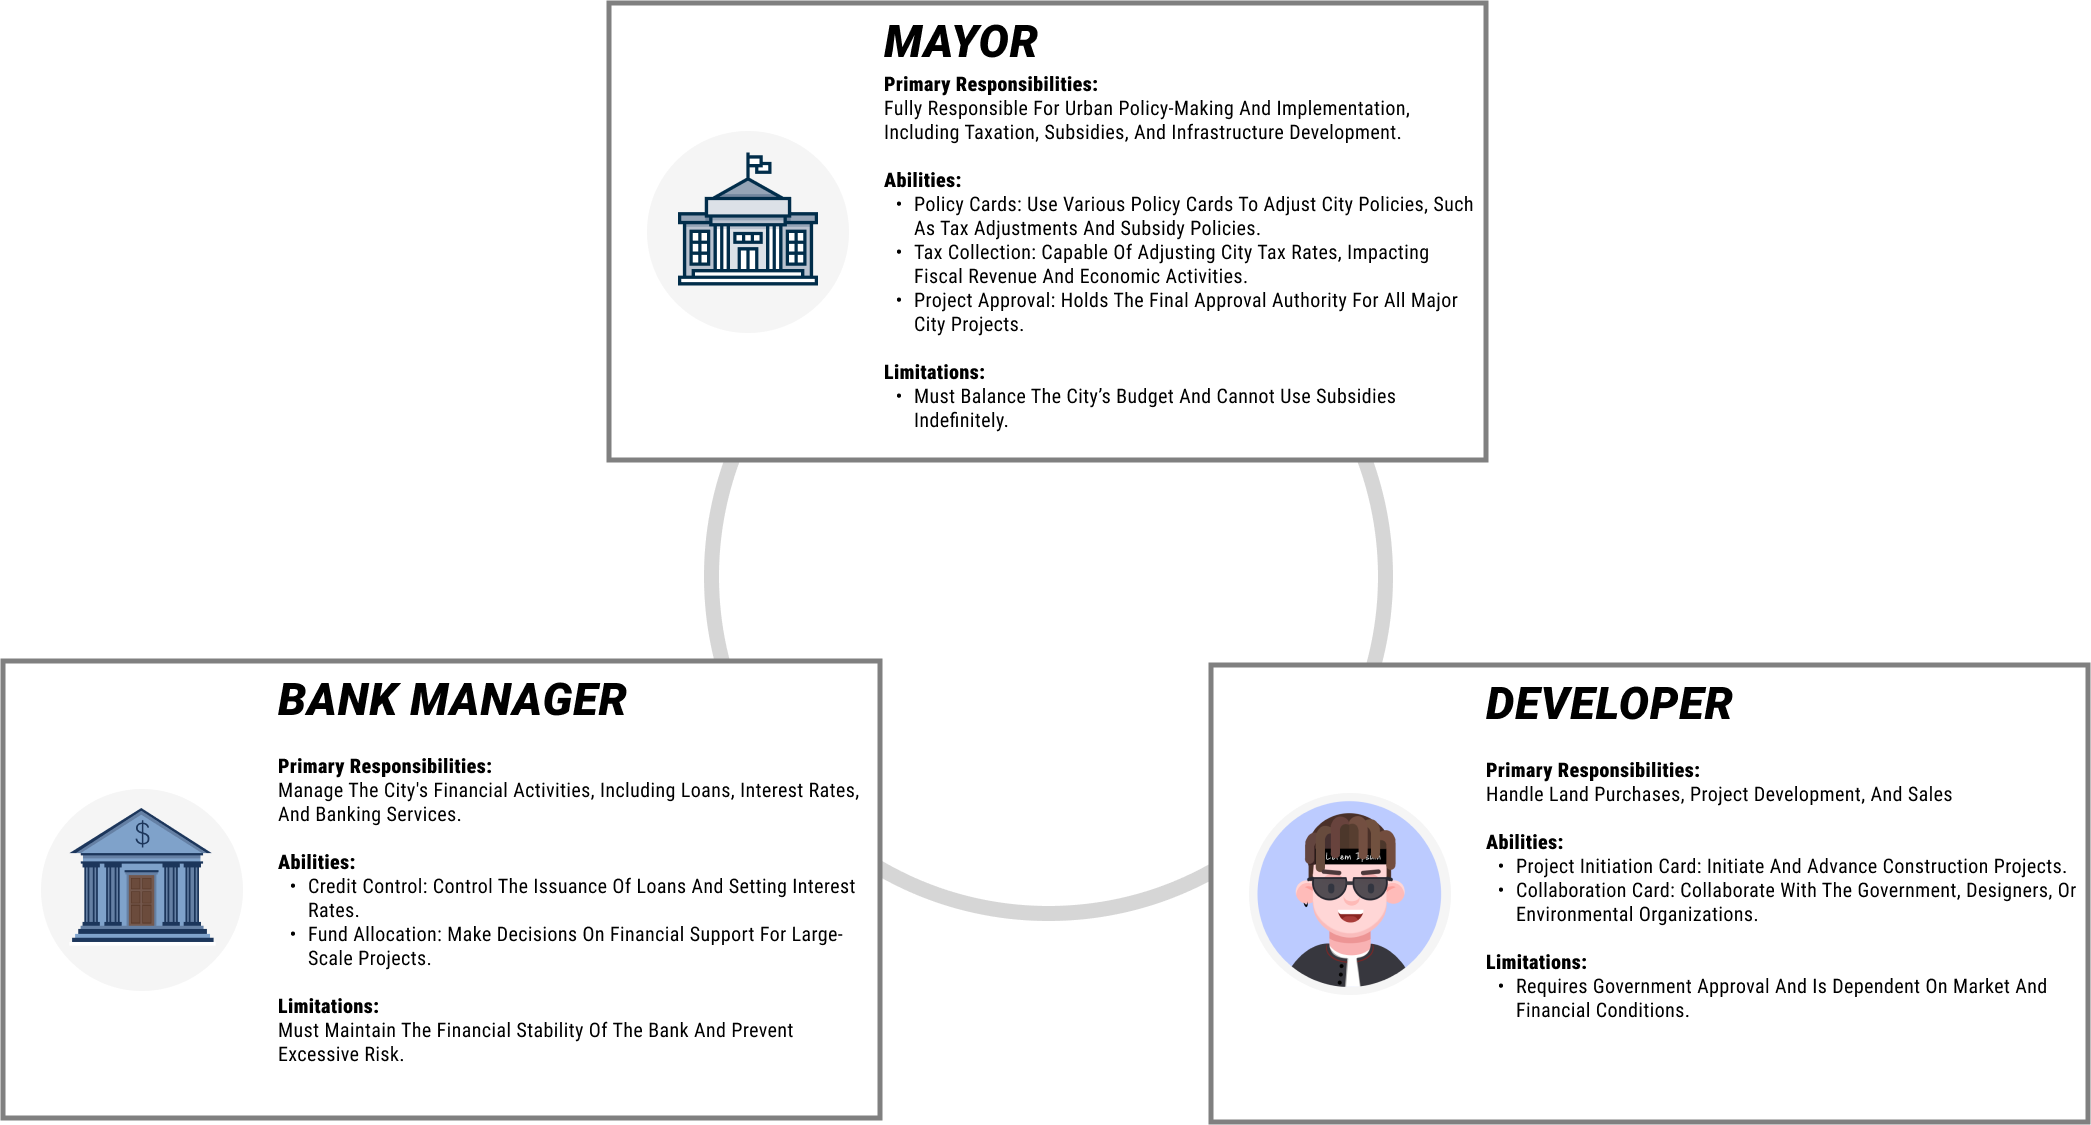 MAYOR
Primary Responsibilities:
Fully Responsible For Urban Policy-Making And Implementation,
Including Taxation, Subsidies, And Infrastructure Development.
Abilities:
• Policy Cards: Use Various Policy Cards To Adjust City Policies, Such
As Tax Adjustments And Subsidy Policies.
• Tax Collection: Capable Of Adjusting City Tax Rates, Impacting
Fiscal Revenue And Economic Activities.
• Project Approval: Holds The Final Approval Authority For All Major
City Projects.
Limitations:
• Must Balance The City’s Budget And Cannot Use Subsidies
Indefinitely.
BANK MANAGER
Primary Responsibilities:
Manage The City's Financial Activities, Including Loans, Interest Rates,
And Banking Services.
Abilities:
• Credit Control: Control The Issuance Of Loans And Setting Interest
Rates.
• Fund Allocation: Make Decisions On Financial Support For Large-
Scale Projects.
Limitations:
Must Maintain The Financial Stability Of The Bank And Prevent
Excessive Risk.
$
DEVELOPER
Primary Responsibilities:
Handle Land Purchases, Project Development, And Sales
Abilities:
• Project Initiation Card: Initiate And Advance Construction Projects.
• Collaboration Card: Collaborate With The Government, Designers, Or
Environmental Organizations.
Limitations:
• Requires Government Approval And Is Dependent On Market And
Financial Conditions.
Lorem Ipsum